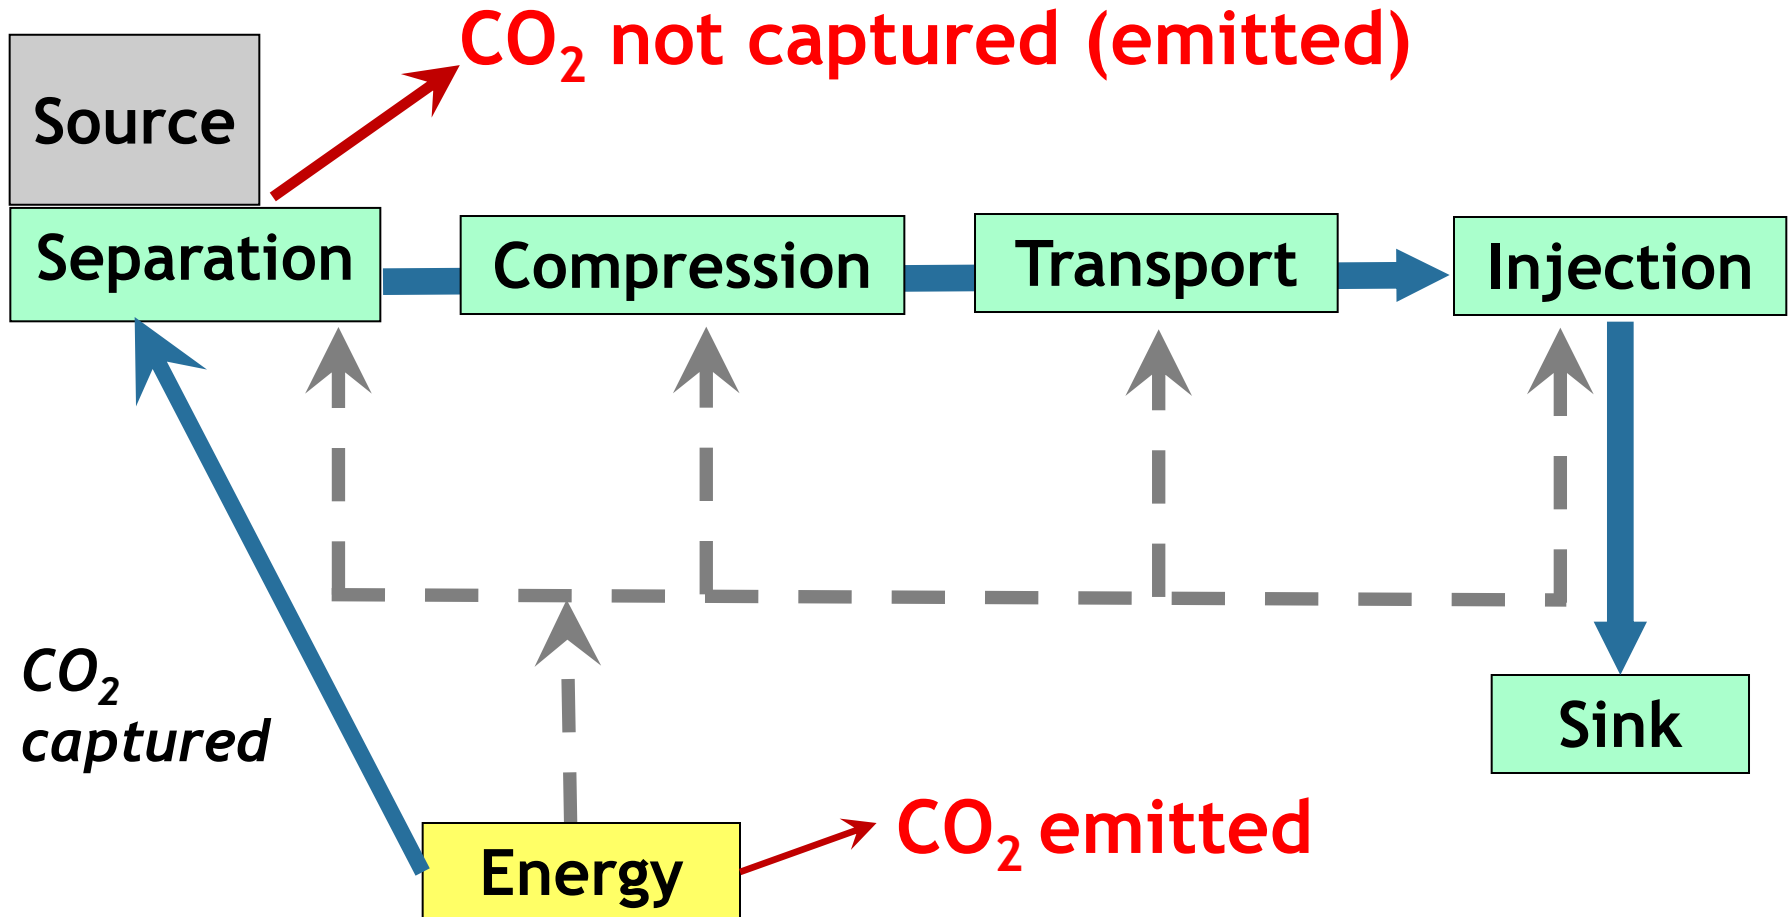 CO₂ not captured (emitted)
Source
Separation
Compression
Transport
Injection
CO₂
captured
Sink
CO₂ emitted
Energy